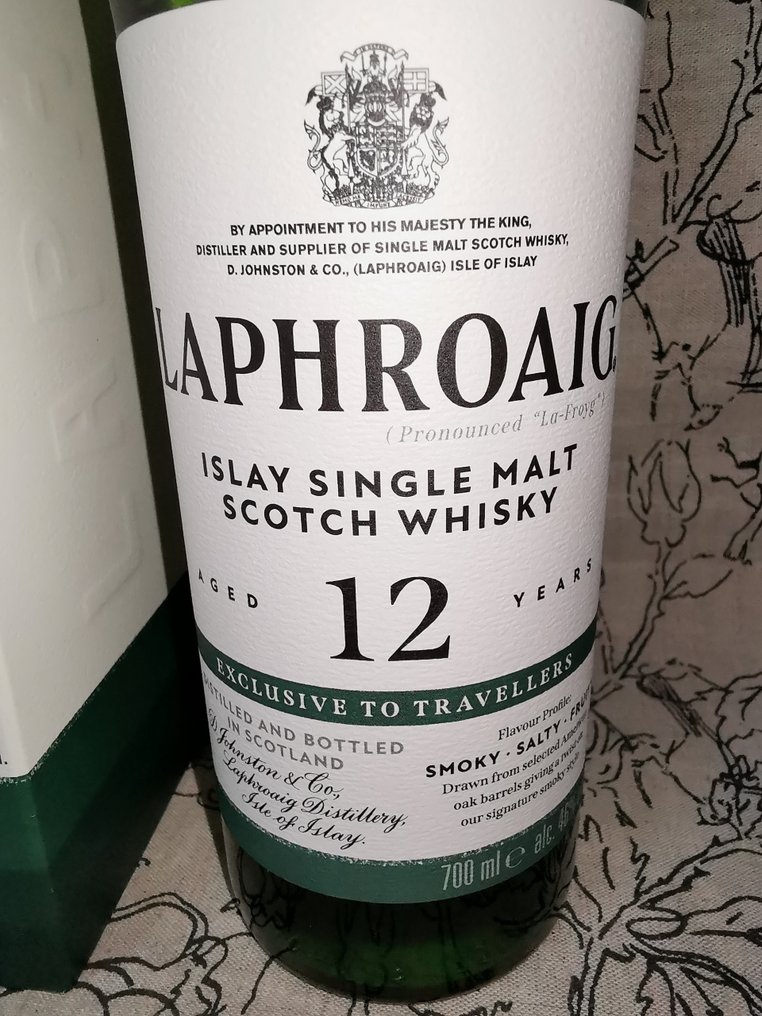 BY APPOINTMENT TO HIS MAJESTY THE KING,
DISTILLER AND SUPPLIER OF SINGLE MALT SCOTCH WHISKY,
D. JOHNSTON & CO., (LAPHROAIG) ISLE OF ISLAY
LAPHROAIG
(Pronounced "La-Froyg")
ISLAY SINGLE MALT
SCOTCH WHISKY
AGED 12 YEARS
EXCLUSIVE TO TRAVELLERS
DISTILLED AND BOTTLED
IN SCOTLAND
D. Johnston & Co.,
Laphroaig Distillery,
Isle of Islay.
Flavour Profile:
SMOKY · SALTY ·
Drawn from selected
oak barrels giving a twist
our signature smoky style
700 ml e alc.